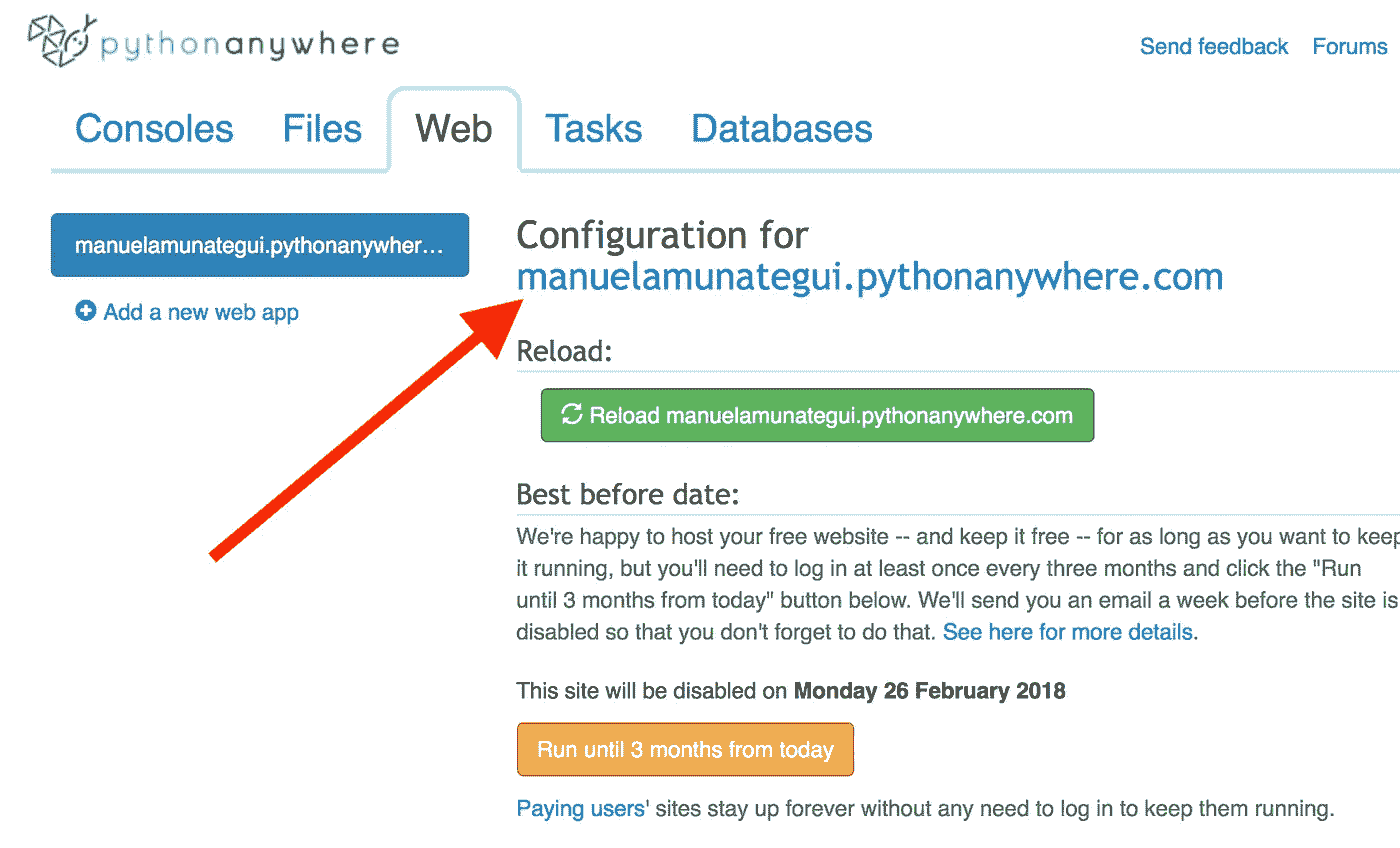 pythonanywhere
Send feedback
Forums
Consoles
Files
Web
Tasks
Databases
manuelamunategui.pythonanywher...
Add a new web app
Configuration for
manuelamunategui.pythonanywhere.com
Reload:
Reload manuelamunategui.pythonanywhere.com
Best before date:
We're happy to host your free website -- and keep it free -- for as long as you want to keep
it running, but you'll need to log in at least once every three months and click the "Run
until 3 months from today" button below. We'll send you an email a week before the site is
disabled so that you don't forget to do that. See here for more details.
This site will be disabled on Monday 26 February 2018
Run until 3 months from today
Paying users' sites stay up forever without any need to log in to keep them running.